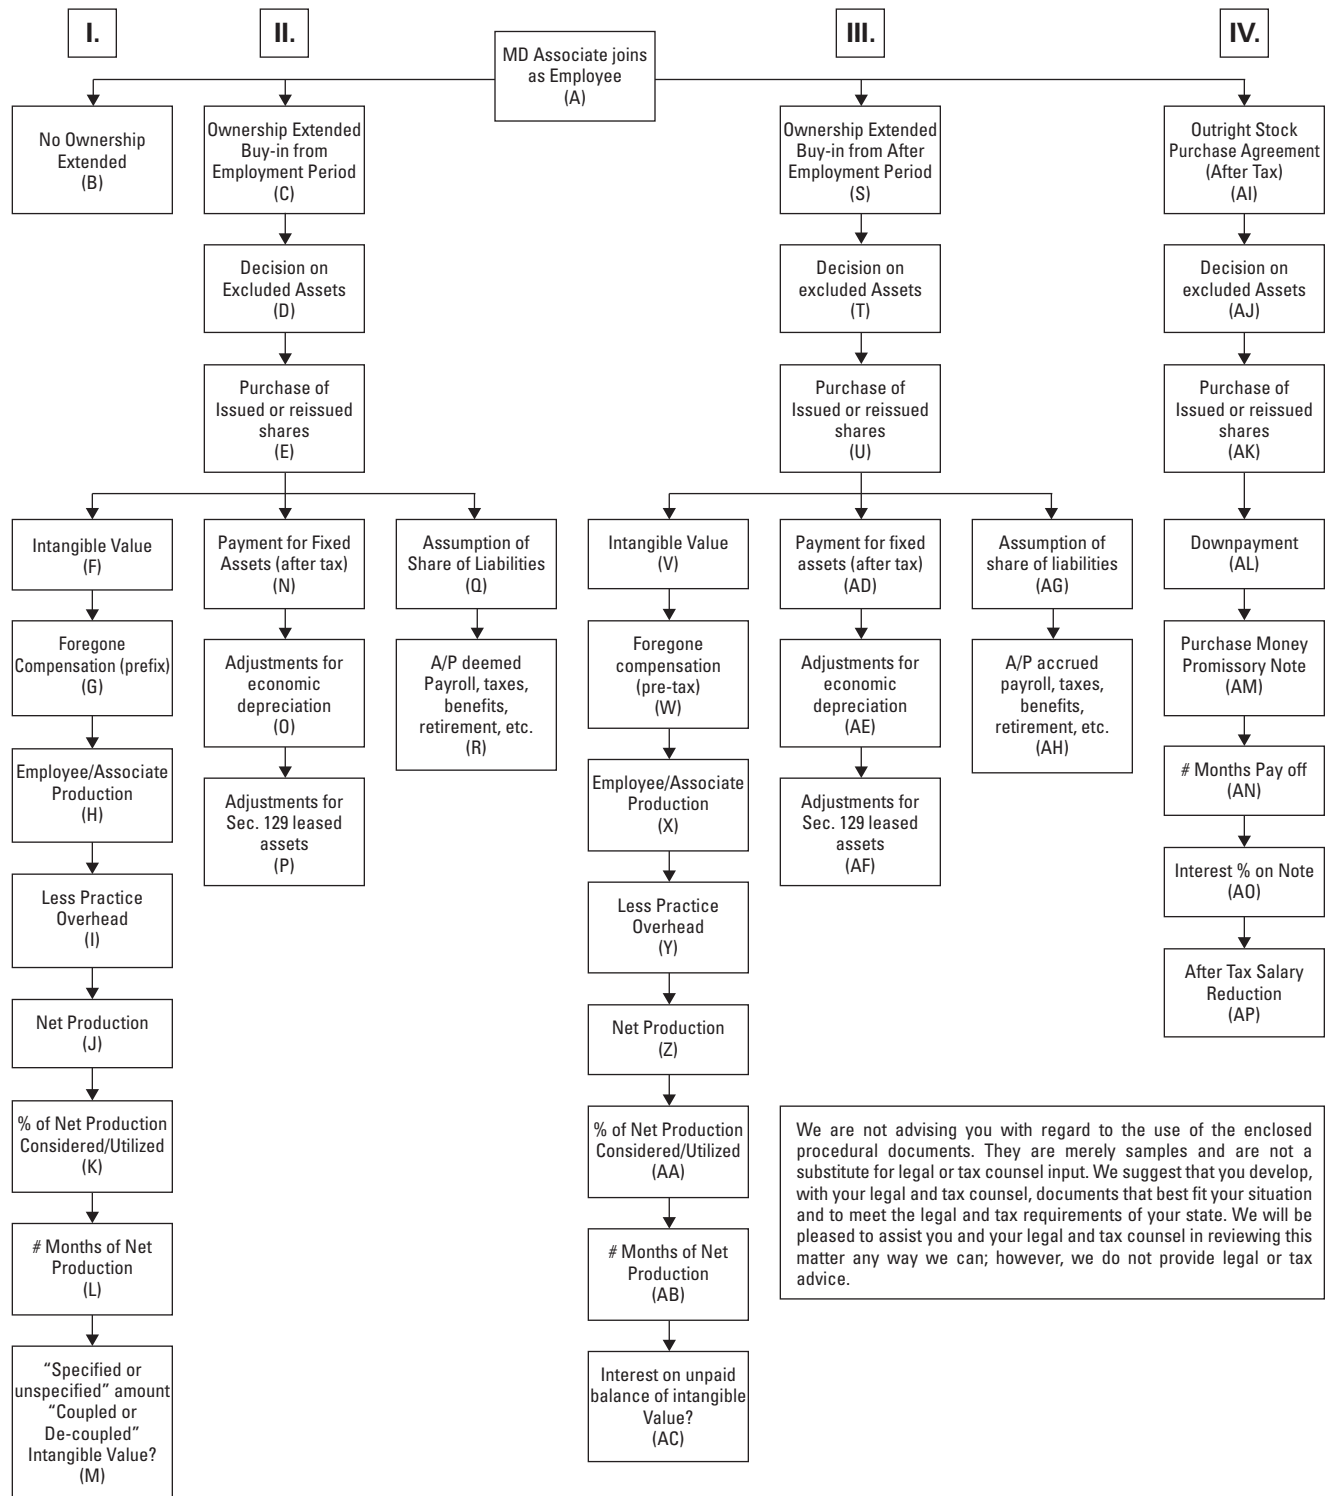 I.
II.
III.
IV.
MD Associate joins
as Employee
(A)
No Ownership
Extended
(B)
Ownership Extended
Buy-in from
Employment Period
(C)
Ownership Extended
Buy-in from After
Employment Period
(S)
Outright Stock
Purchase Agreement
(After Tax)
(AI)
Decision on
Excluded Assets
(D)
Decision on
excluded Assets
(T)
Decision on
excluded Assets
(AJ)
Purchase of
Issued or reissued
shares
(E)
Purchase of
Issued or reissued
shares
(U)
Purchase of
Issued or reissued
shares
(AK)
Intangible Value
(F)
Payment for Fixed
Assets (after tax)
(N)
Assumption of
Share of Liabilities
(Q)
Intangible Value
(V)
Payment for fixed
assets (after tax)
(AD)
Assumption of
share of liabilities
(AG)
Downpayment
(AL)
Foregone
Compensation (prefix)
(G)
Adjustments for
economic
depreciation
(O)
A/P deemed
Payroll, taxes,
benefits,
retirement, etc.
(R)
Foregone
compensation
(pre-tax)
(W)
Adjustments for
economic
depreciation
(AE)
A/P accrued
payroll, taxes,
benefits,
retirement, etc.
(AH)
Purchase Money
Promissory Note
(AM)
Employee/Associate
Production
(H)
Adjustments for
Sec. 129 leased
assets
(P)
Employee/Associate
Production
(X)
Adjustments for
Sec. 129 leased
assets
(AF)
# Months Pay off
(AN)
Less Practice
Overhead
(I)
Less Practice
Overhead
(Y)
Interest % on Note
(AO)
Net Production
(J)
Net Production
(Z)
After Tax Salary
Reduction
(AP)
% of Net Production
Considered/Utilized
(K)
% of Net Production
Considered/Utilized
(AA)
# Months of Net
Production
(L)
# Months of Net
Production
(AB)
"Specified or
unspecified" amount
"Coupled or
De-coupled"
Intangible Value?
(M)
Interest on unpaid
balance of intangible
Value?
(AC)
We are not advising you with regard to the use of the enclosed
procedural documents. They are merely samples and are not a
substitute for legal or tax counsel input. We suggest that you develop,
with your legal and tax counsel, documents that best fit your situation
and to meet the legal and tax requirements of your state. We will be
pleased to assist you and your legal and tax counsel in reviewing this
matter any way we can; however, we do not provide legal or tax
advice.